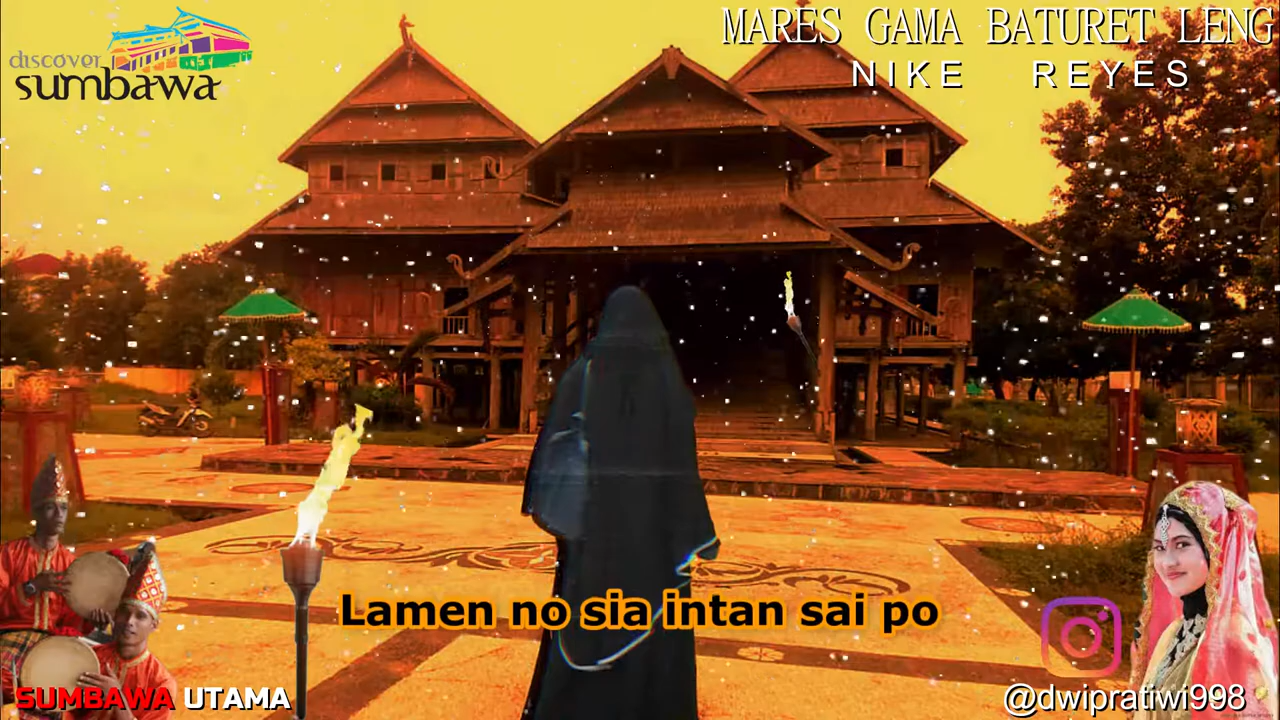 discover
sumbawa
MARES GAMA BATURET LENG
NIKE REYES
Lamen no sia intan sai po
SUMBAWA UTAMA
@dwipratiwi998